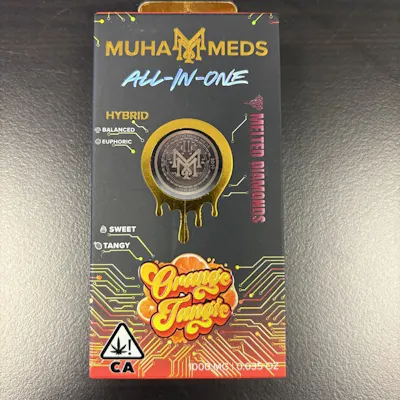 MUHA MEDS
ALL-IN-ONE
HYBRID
BALANCED
EUPHORIC
MELTED DIAMONDS
SWEET
TANGY
Orange
Tangie
CA
1000 MG | 0.035 OZ